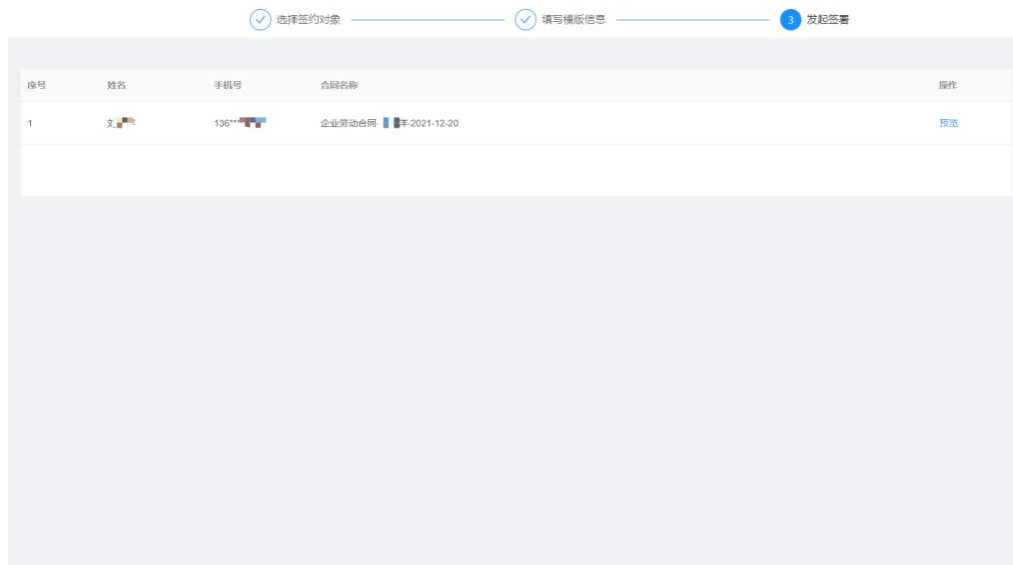 选择签约对象 填写模版信息 3 发起签署
序号 姓名 手机号 合同名称 操作
1 136*** 企业劳动合同- 洋-2021-12-20 预览